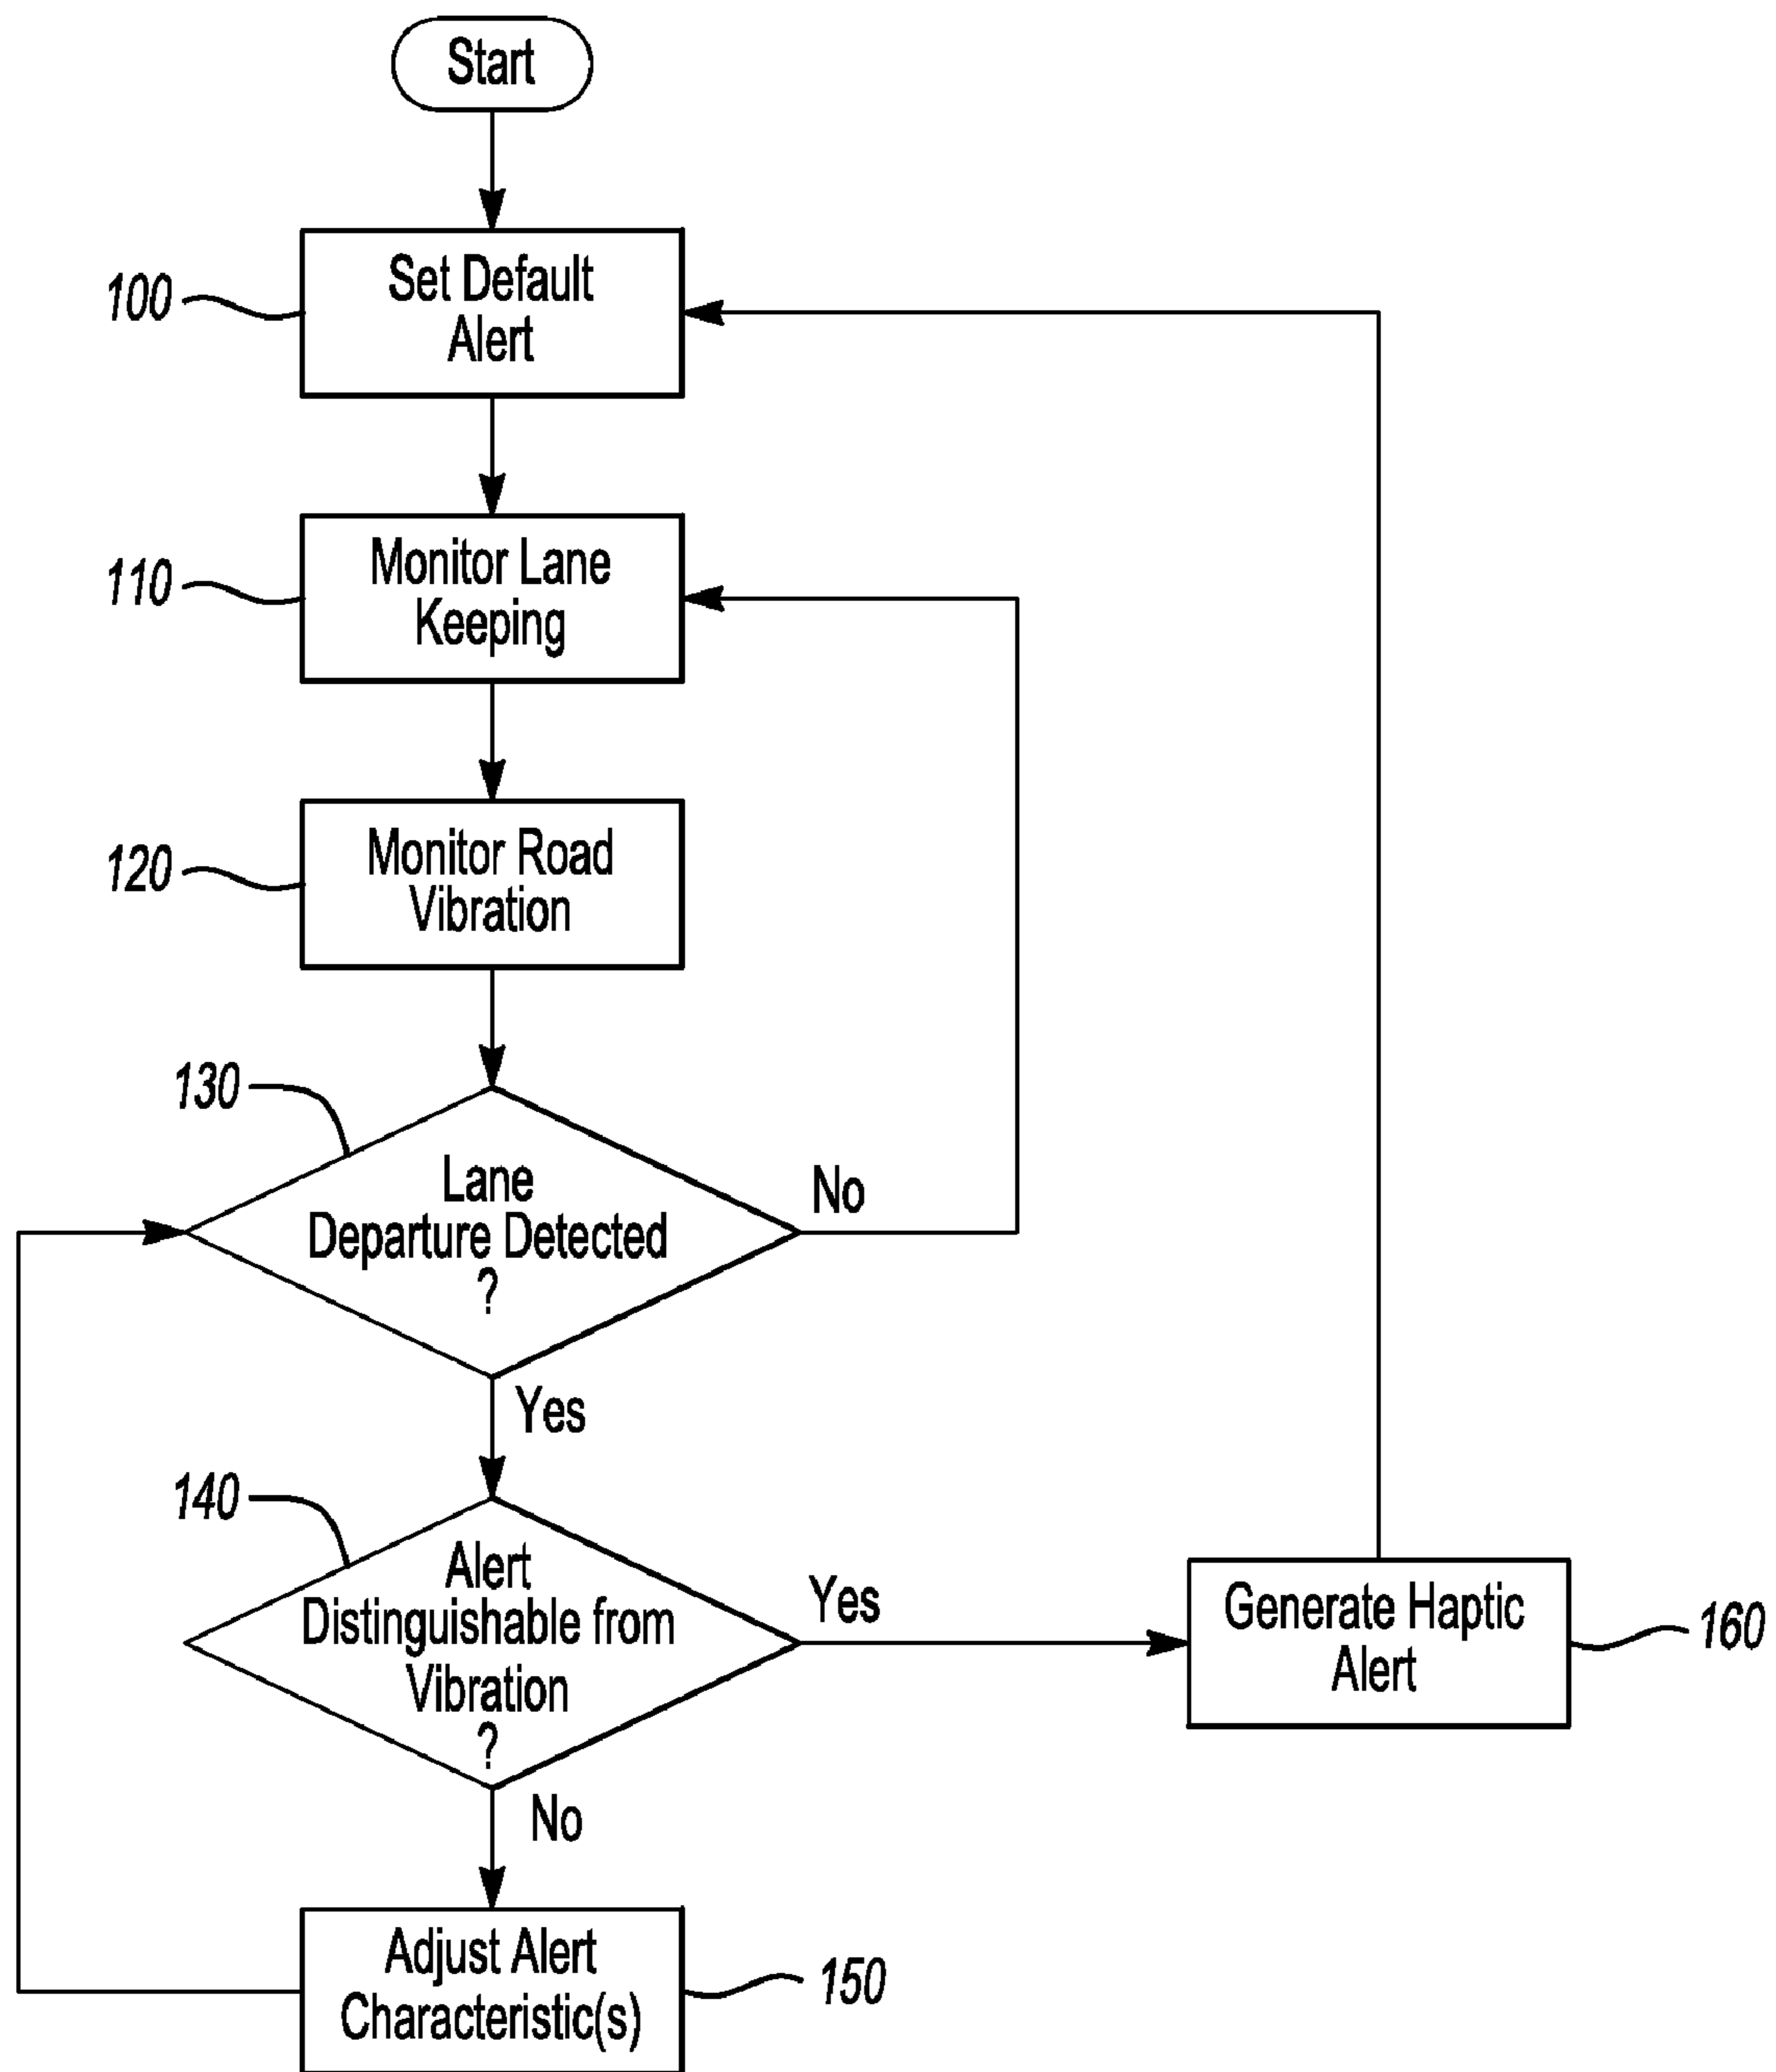 Start
100
Set Default
Alert
110
Monitor Lane
Keeping
120
Monitor Road
Vibration
130
Lane
Departure Detected
?
No
Yes
140
Alert
Distinguishable from
Vibration
?
Yes
Generate Haptic
Alert
160
No
Adjust Alert
Characteristic(s)
150